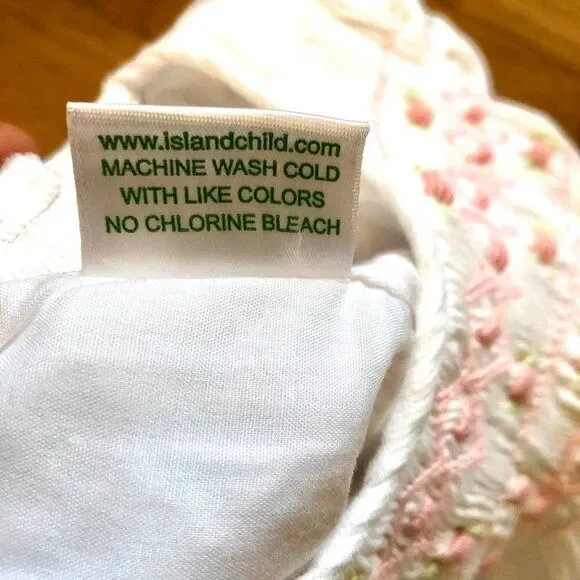 www.islandchild.com
MACHINE WASH COLD
WITH LIKE COLORS
NO CHLORINE BLEACH